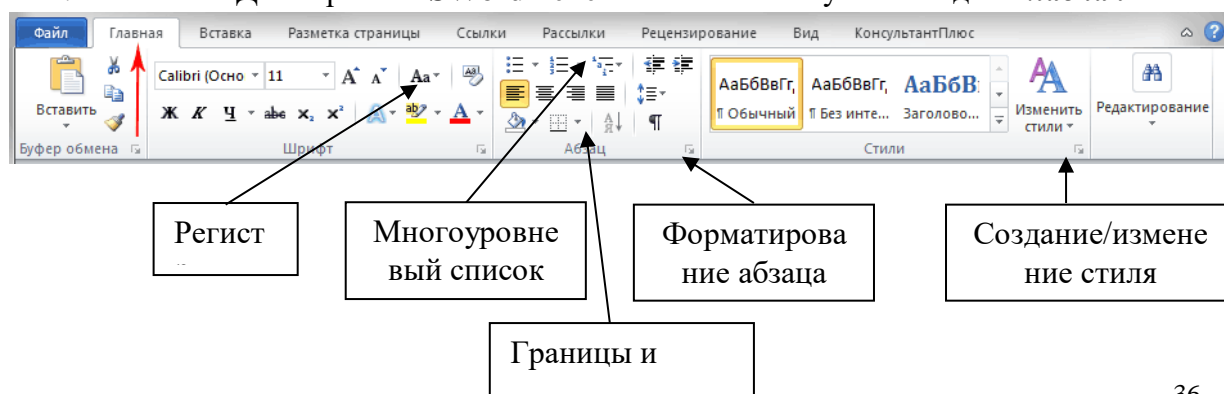 Файл Главная Вставка Разметка страницы Ссылки Рассылки Рецензирование Вид КонсультантПлюс
Calibri (Осно 11 Aa
АаБбВвГг, АаБбВвГг, АаБбВ
Вставить
Ж К Ч abc x₂ x² A ab A
¶ Обычный ¶ Без инте... Заголово...
Изменить стили
Редактирование
Буфер обмена Шрифт Абзац Стили
Регист
Многоуровне
вый список
Форматирова
ние абзаца
Создание/измене
ние стиля
Границы и
36